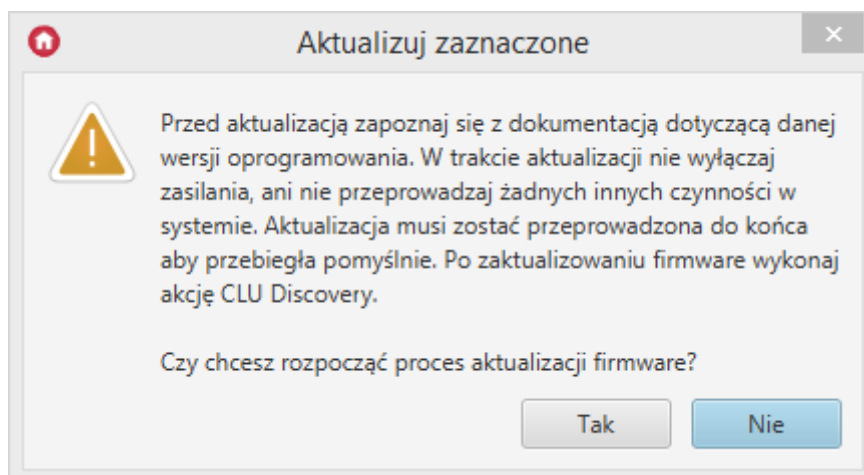 Aktualizuj zaznaczone
Przed aktualizacją zapoznaj się z dokumentacją dotyczącą danej
wersji oprogramowania. W trakcie aktualizacji nie wyłączaj
zasilania, ani nie przeprowadzaj żadnych innych czynności w
systemie. Aktualizacja musi zostać przeprowadzona do końca
aby przebiegła pomyślnie. Po zaktualizowaniu firmware wykonaj
akcję CLU Discovery.
Czy chcesz rozpocząć proces aktualizacji firmware?
Tak
Nie